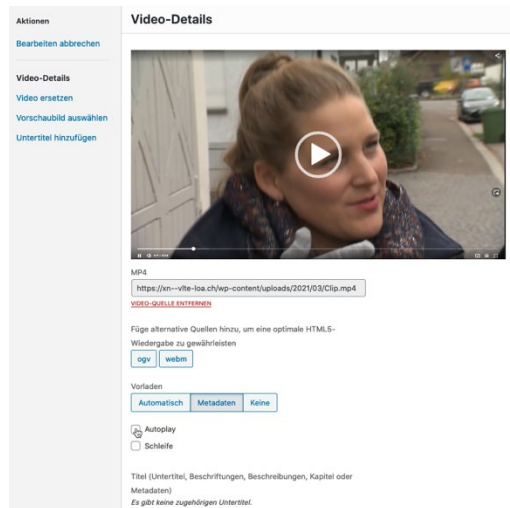 Aktionen
Bearbeiten abbrechen
Video-Details
Video ersetzen
Vorschaubild auswählen
Untertitel hinzufügen
Video-Details
MP4
https://xn--vlte-loa.ch/wp-content/uploads/2021/03/Clip.mp4
VIDEO-QUELLE ENTFERNEN
Füge alternative Quellen hinzu, um eine optimale HTML5-
Wiedergabe zu gewährleisten
ogv webm
Vorladen
Automatisch Metadaten Keine
Autoplay
Schleife
Titel (Untertitel, Beschriftungen, Beschreibungen, Kapitel oder
Metadaten)
Es gibt keine zugehörigen Untertitel.